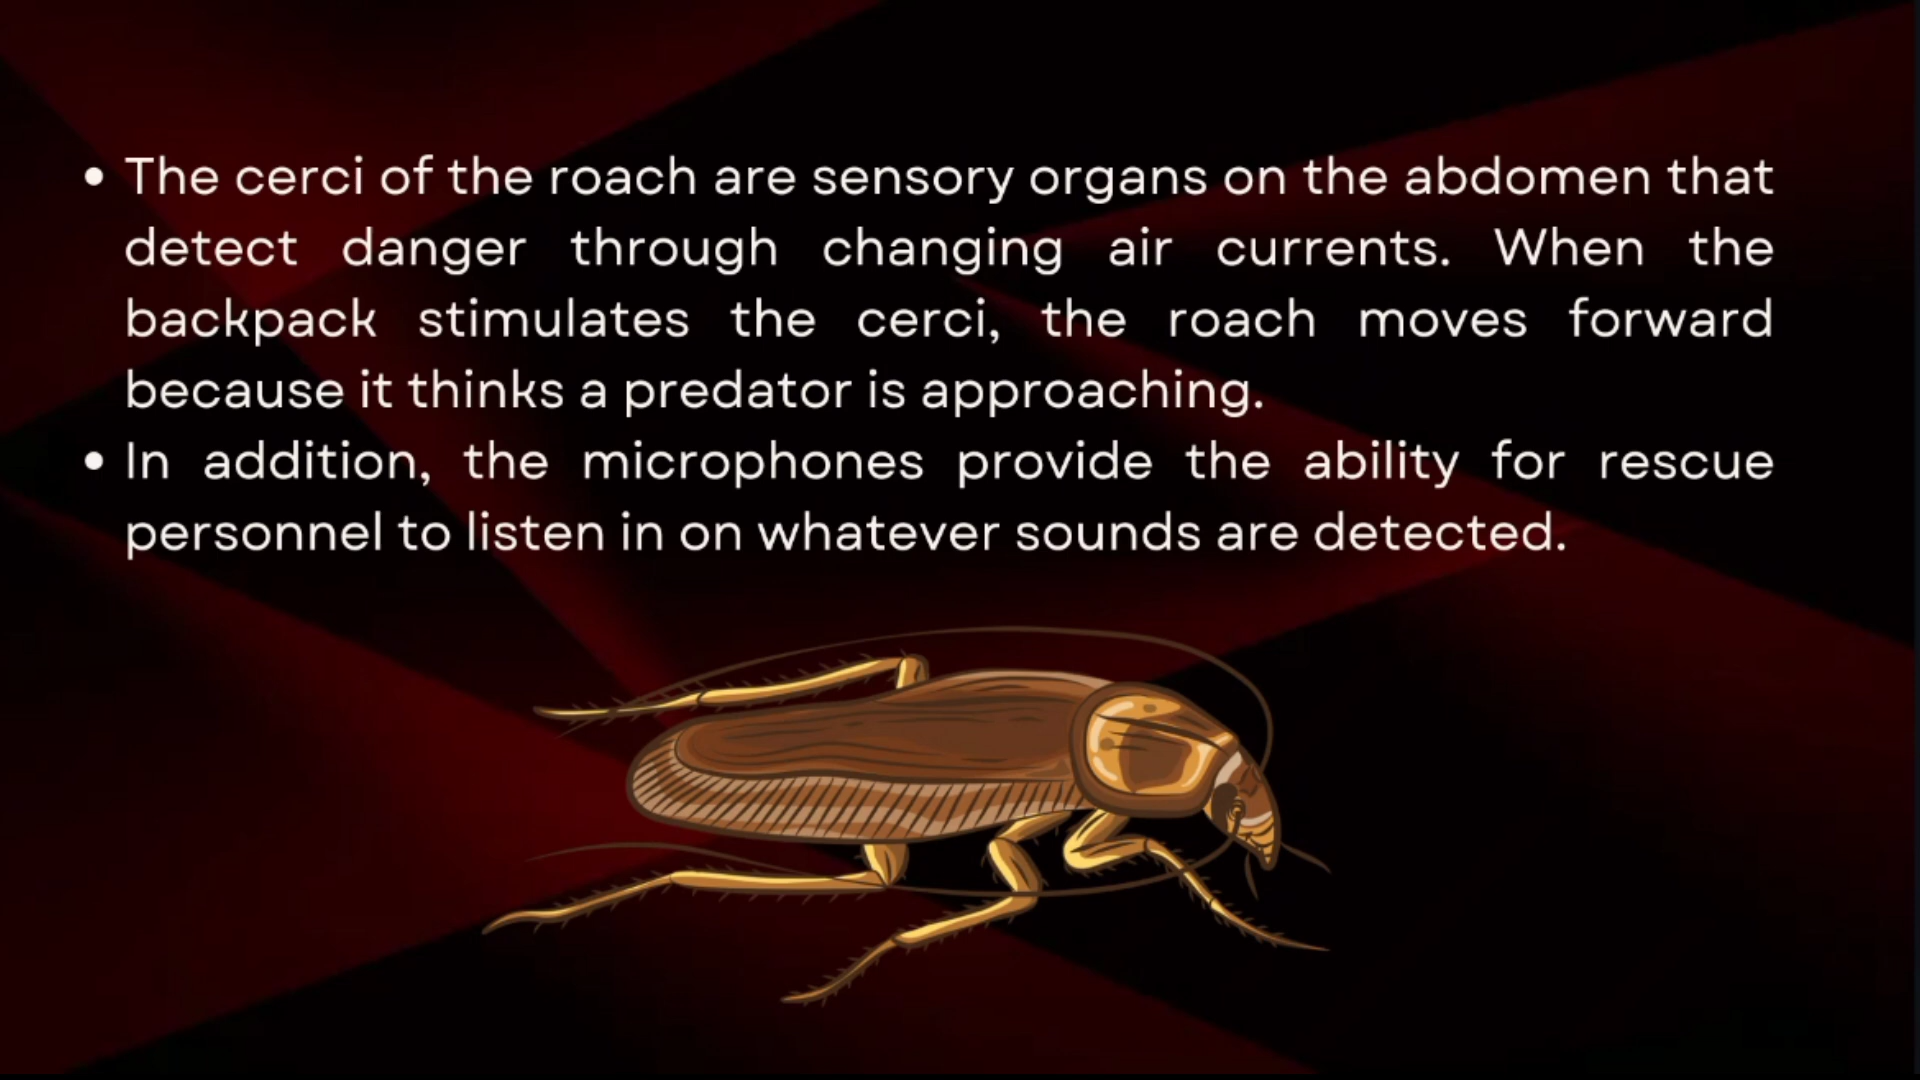 • The cerci of the roach are sensory organs on the abdomen that
detect danger through changing air currents. When the
backpack stimulates the cerci, the roach moves forward
because it thinks a predator is approaching.
• In addition, the microphones provide the ability for rescue
personnel to listen in on whatever sounds are detected.